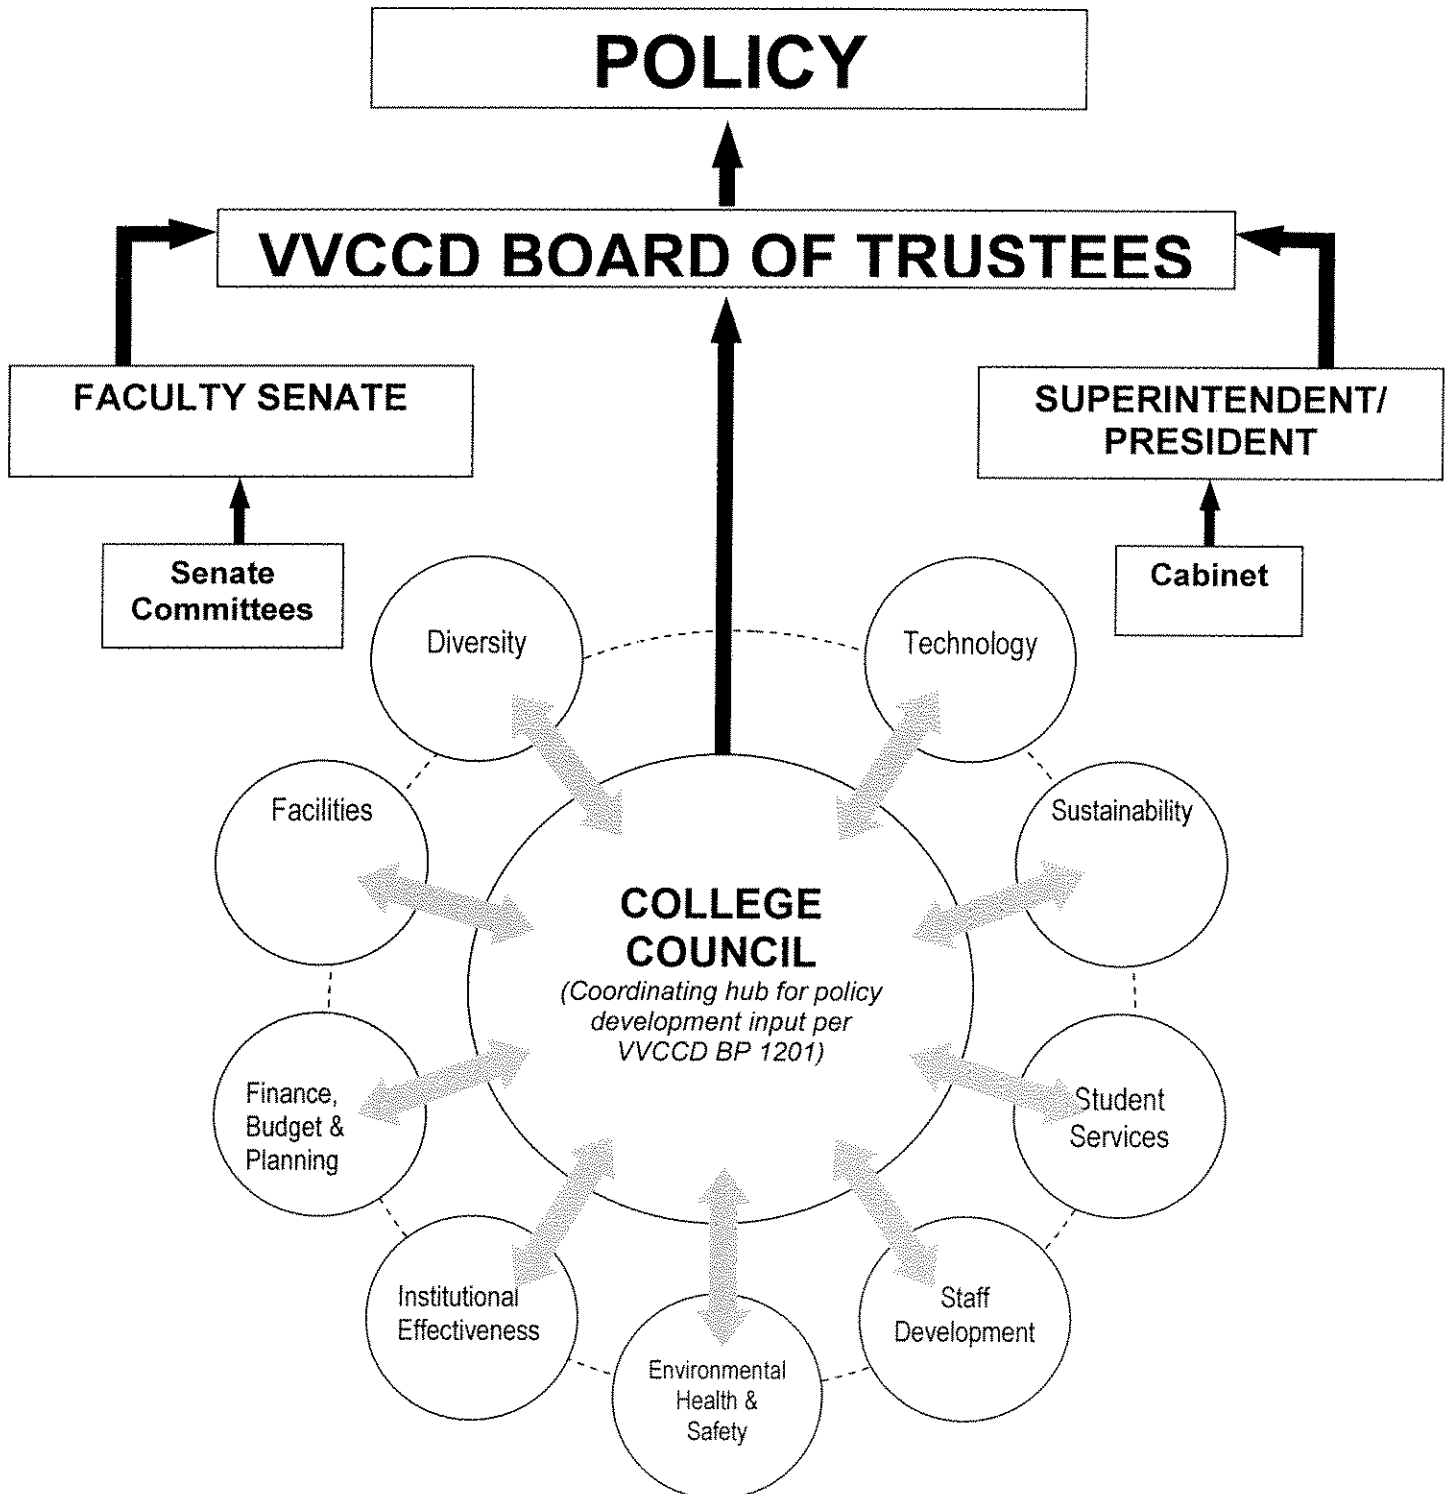 POLICY
VVCCD BOARD OF TRUSTEES
FACULTY SENATE
SUPERINTENDENT/
PRESIDENT
Senate
Committees
Cabinet
Diversity
Technology
Facilities
Sustainability
COLLEGE
COUNCIL
(Coordinating hub for policy
development input per
VVCCD BP 1201)
Finance,
Budget &
Planning
Student
Services
Institutional
Effectiveness
Staff
Development
Environmental
Health &
Safety